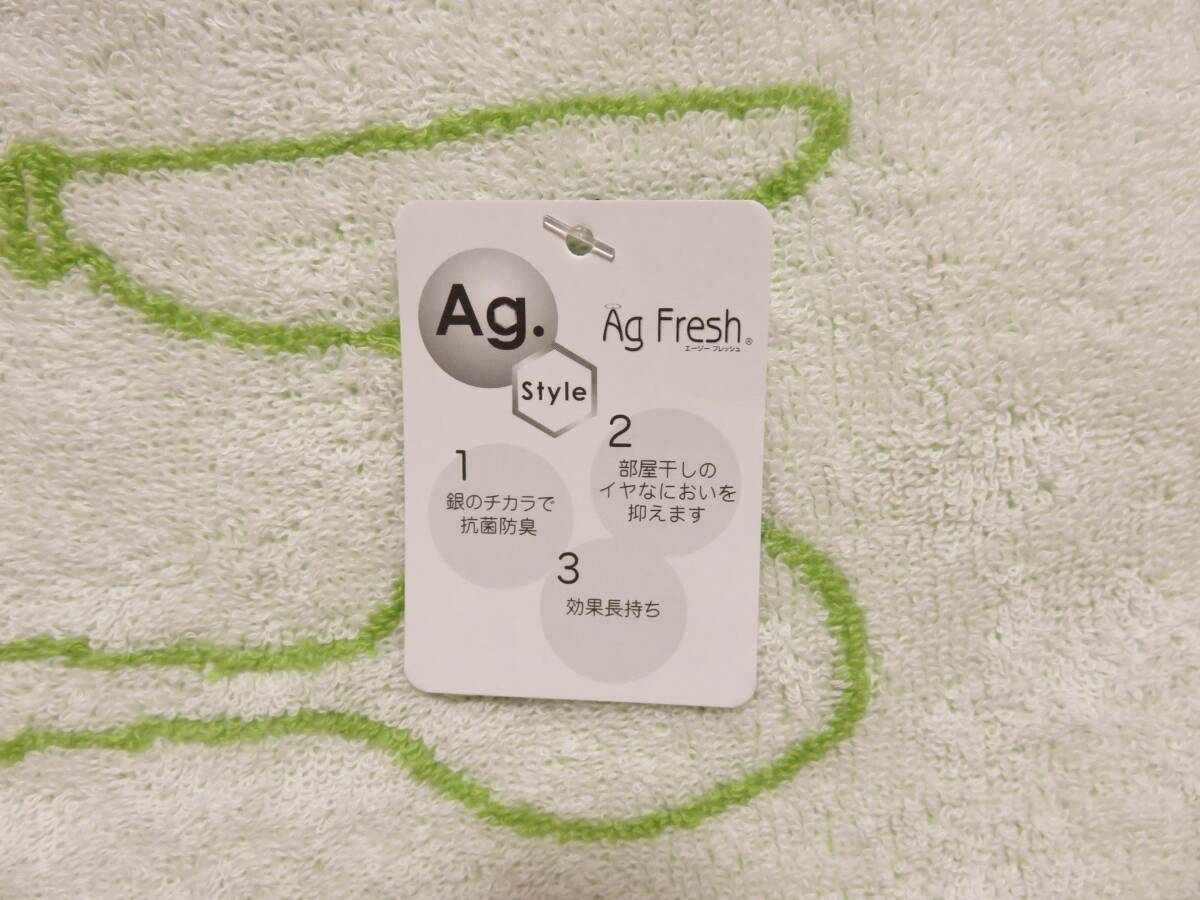 Ag.
Style
Ag Fresh®
エージー フレッシュ
1
銀のチカラで
抗菌防臭
2
部屋干しの
イヤなにおいを
抑えます
3
効果長持ち